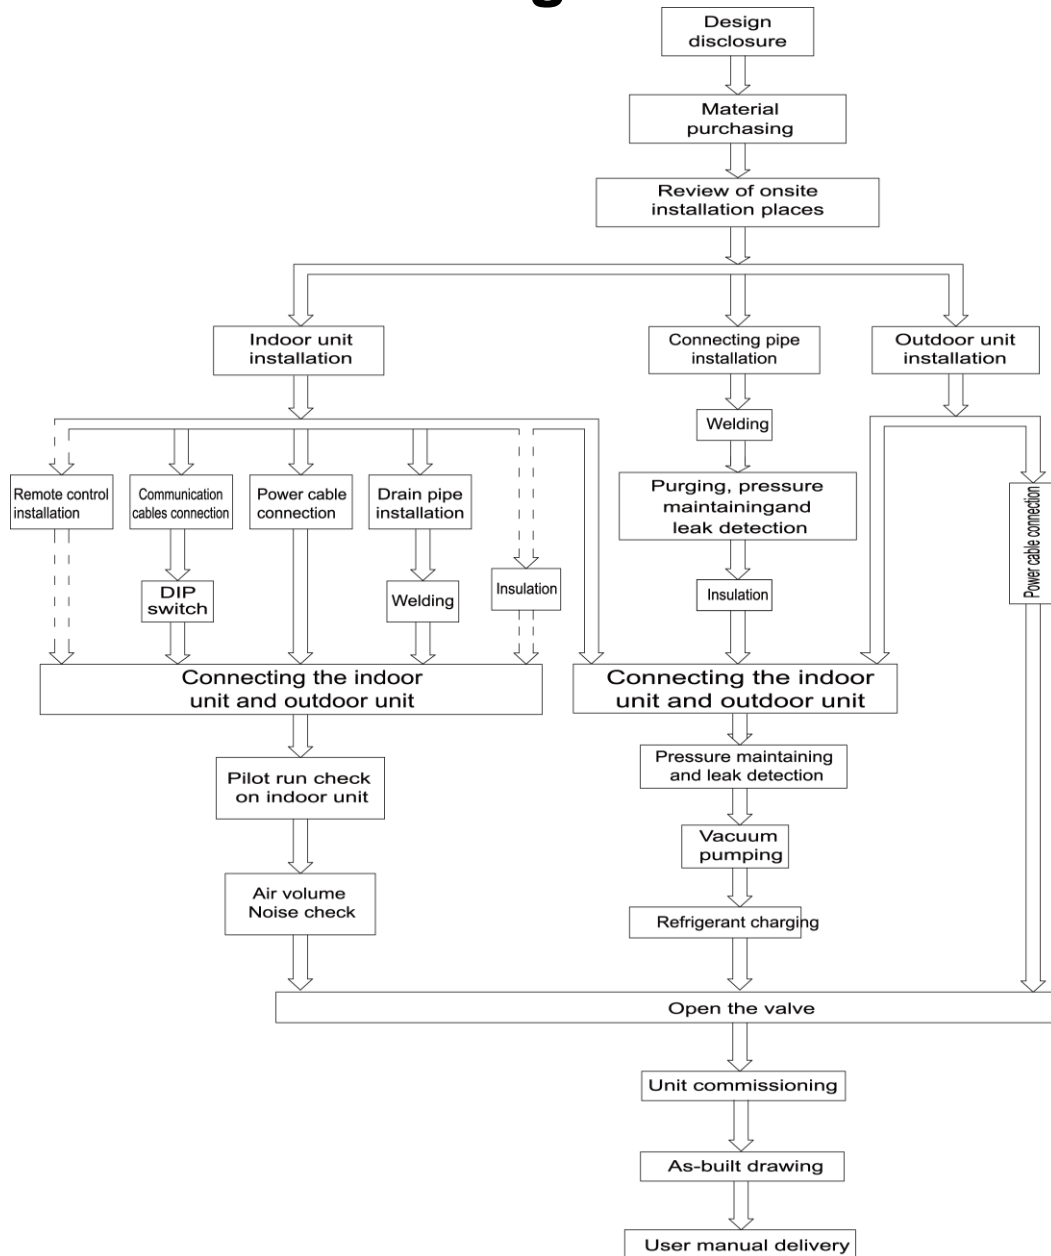 g
Design
disclosure
Material
purchasing
Review of onsite
installation places
Indoor unit
installation
Connecting pipe
installation
Outdoor unit
installation
Welding
Remote control
installation
Communication
cables connection
Power cable
connection
Drain pipe
installation
Purging, pressure
maintainingand
leak detection
Power cable connection
DIP
switch
Welding
Insulation
Insulation
Connecting the indoor
unit and outdoor unit
Connecting the indoor
unit and outdoor unit
Pilot run check
on indoor unit
Pressure maintaining
and leak detection
Vacuum
pumping
Air volume
Noise check
Refrigerant charging
Open the valve
Unit commissioning
As-built drawing
User manual delivery